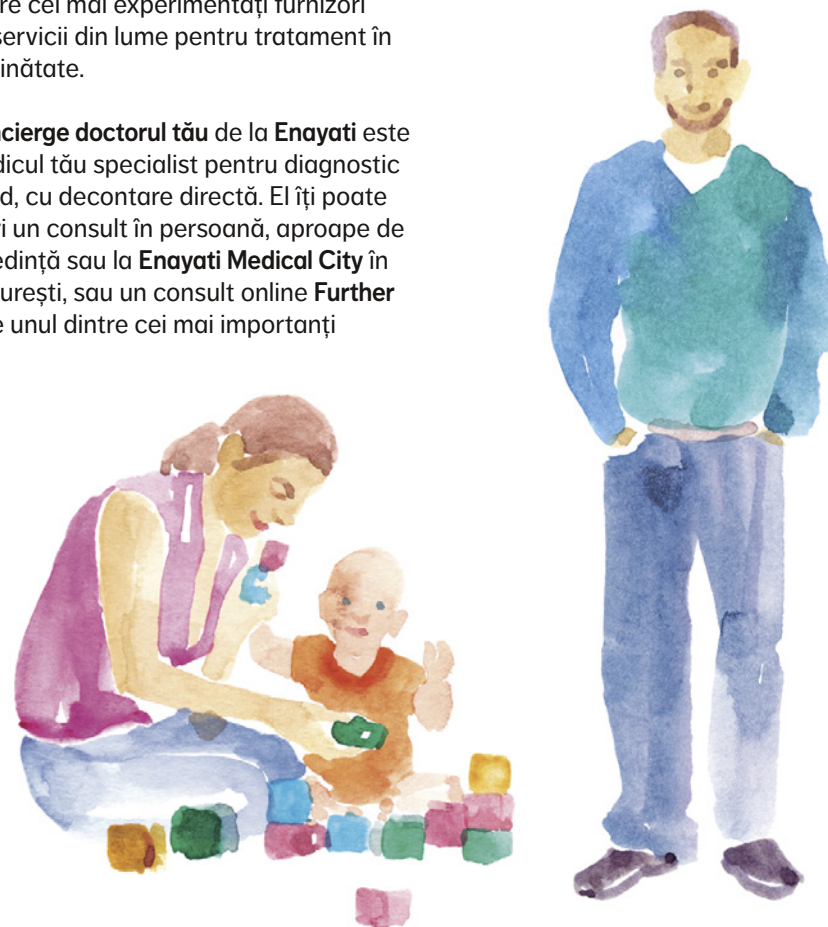 re cei mai experimentați furnizori
servicii din lume pentru tratament în
inătate.
cierge doctorul tău de la Enayati este
dicul tău specialist pentru diagnostic
d, cu decontare directă. El îți poate
i un consult în persoană, aproape de
edință sau la Enayati Medical City în
urești, sau un consult online Further
e unul dintre cei mai importanți